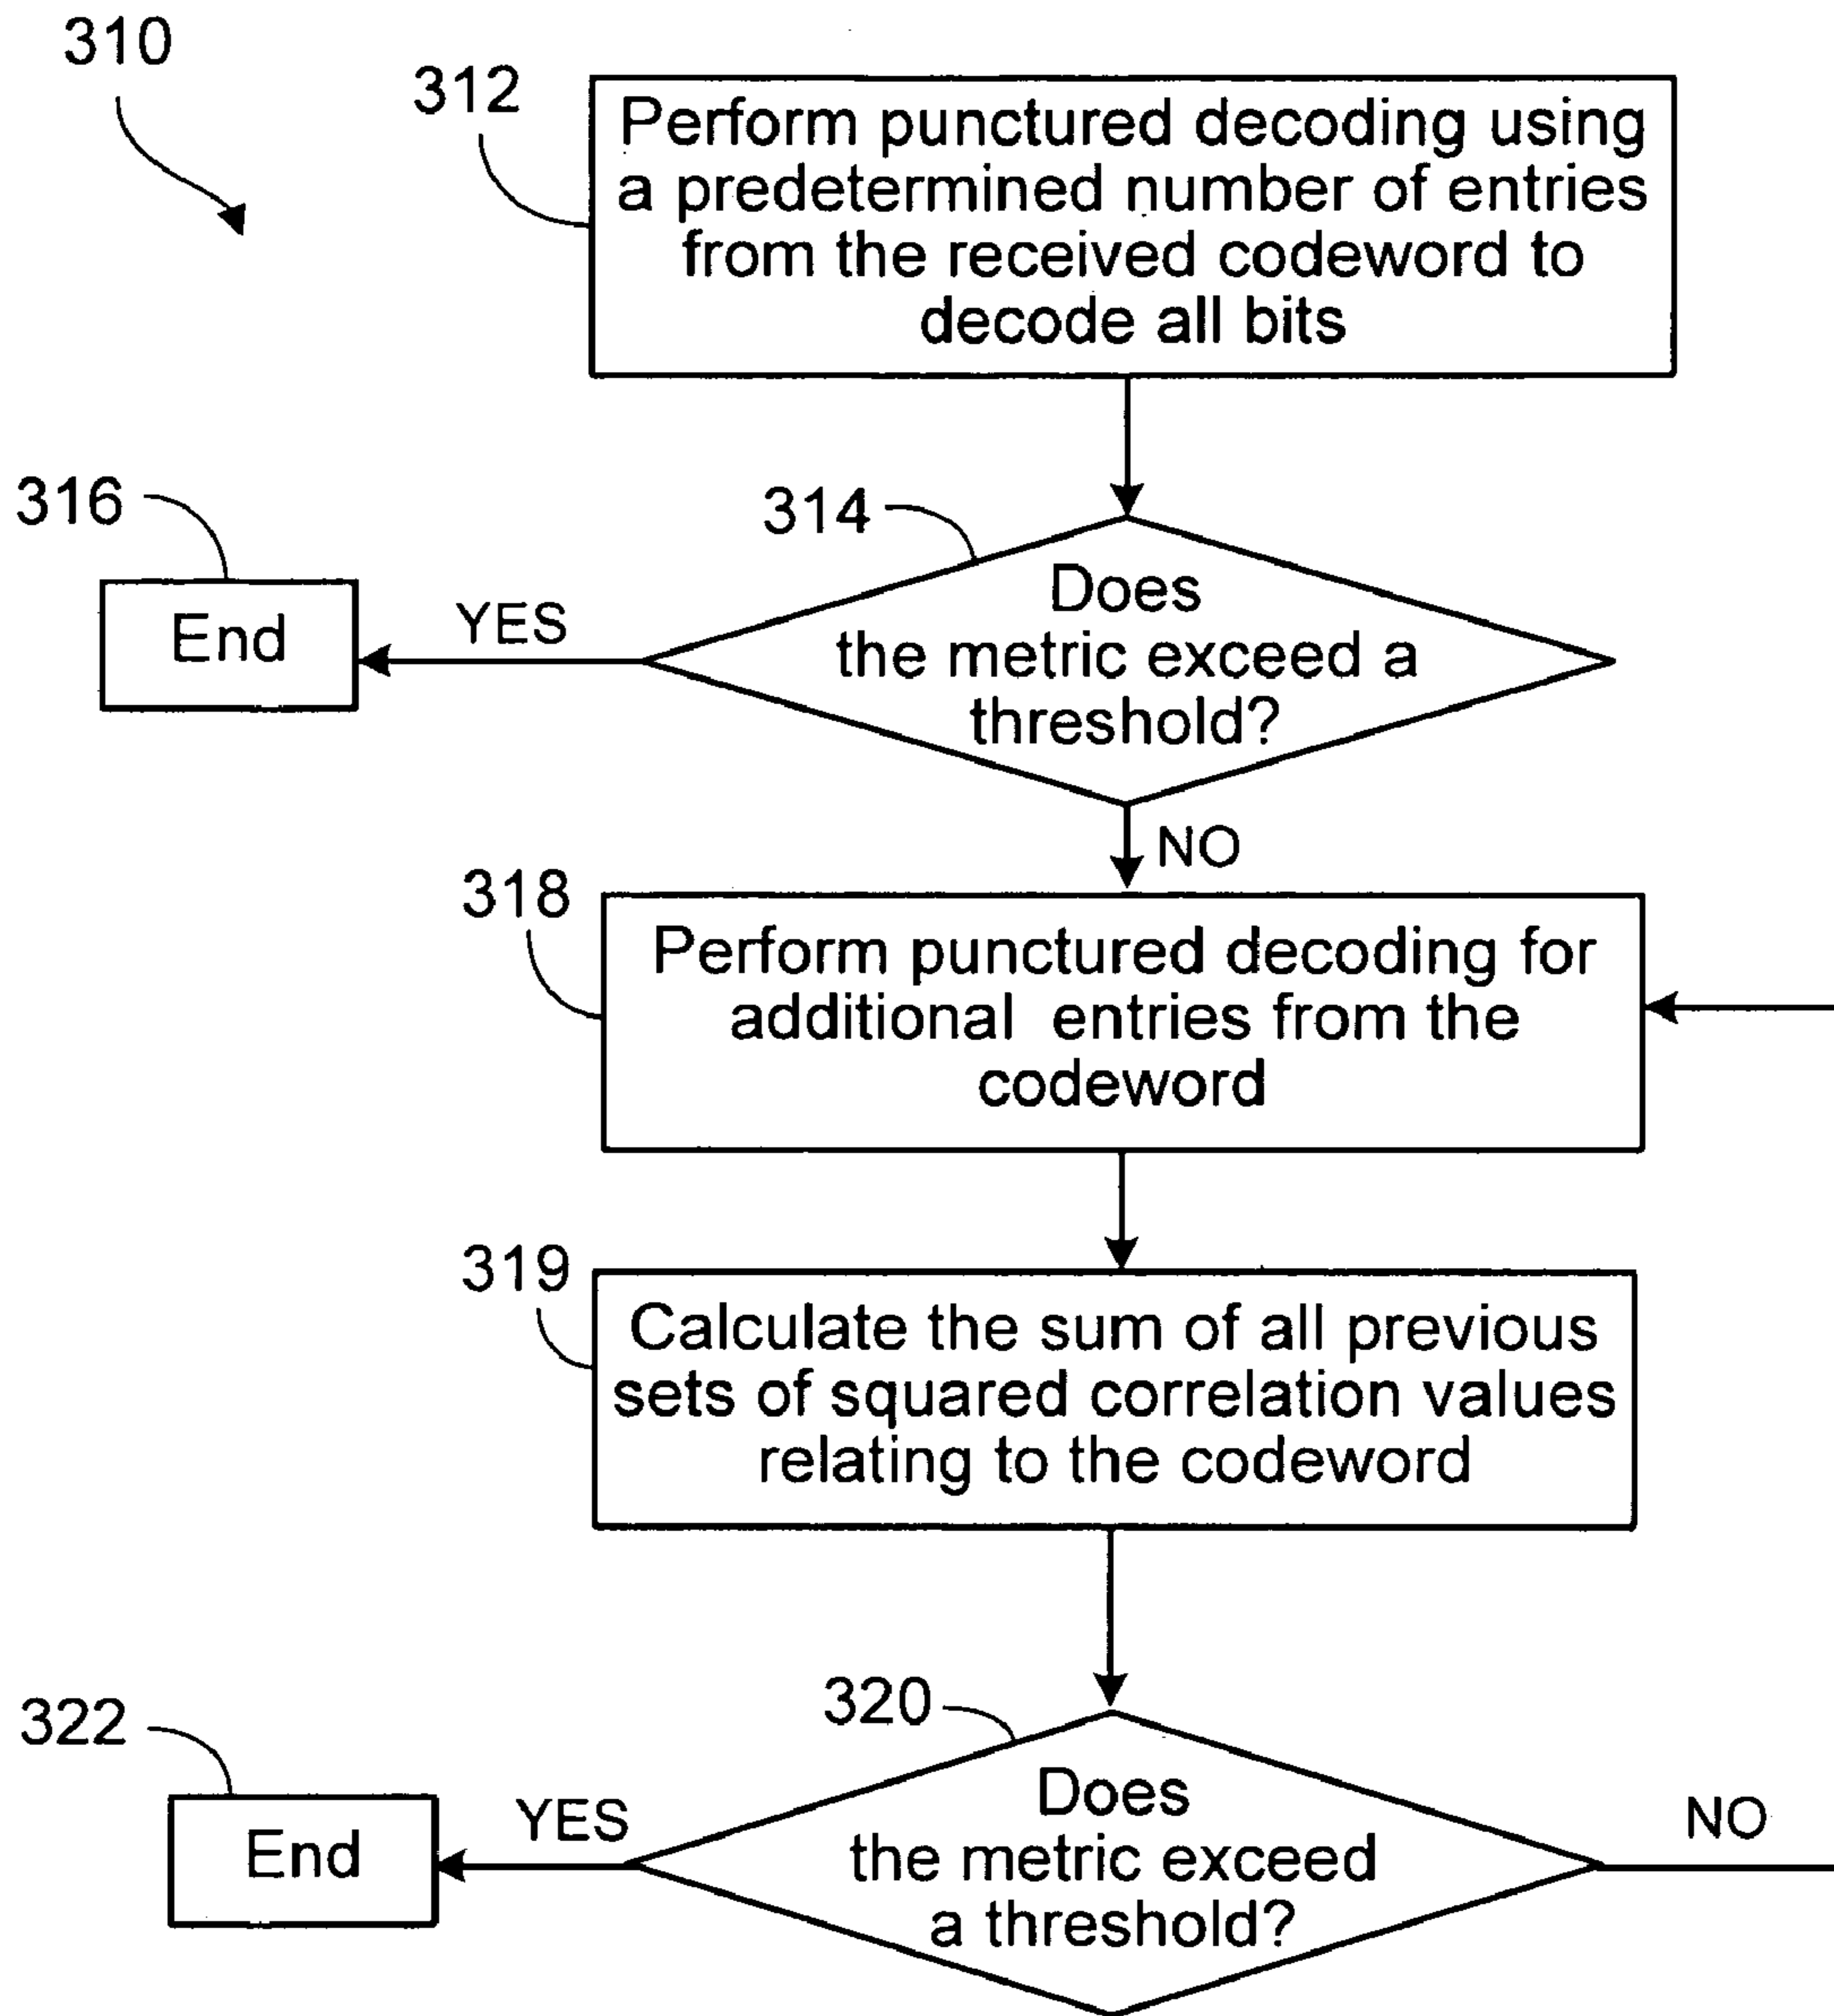 310
312
Perform punctured decoding using
a predetermined number of entries
from the received codeword to
decode all bits
316
314
End
YES
Does
the metric exceed a
threshold?
NO
318
Perform punctured decoding for
additional entries from the
codeword
319
Calculate the sum of all previous
sets of squared correlation values
relating to the codeword
320
322
End
YES
Does
the metric exceed
a threshold?
NO